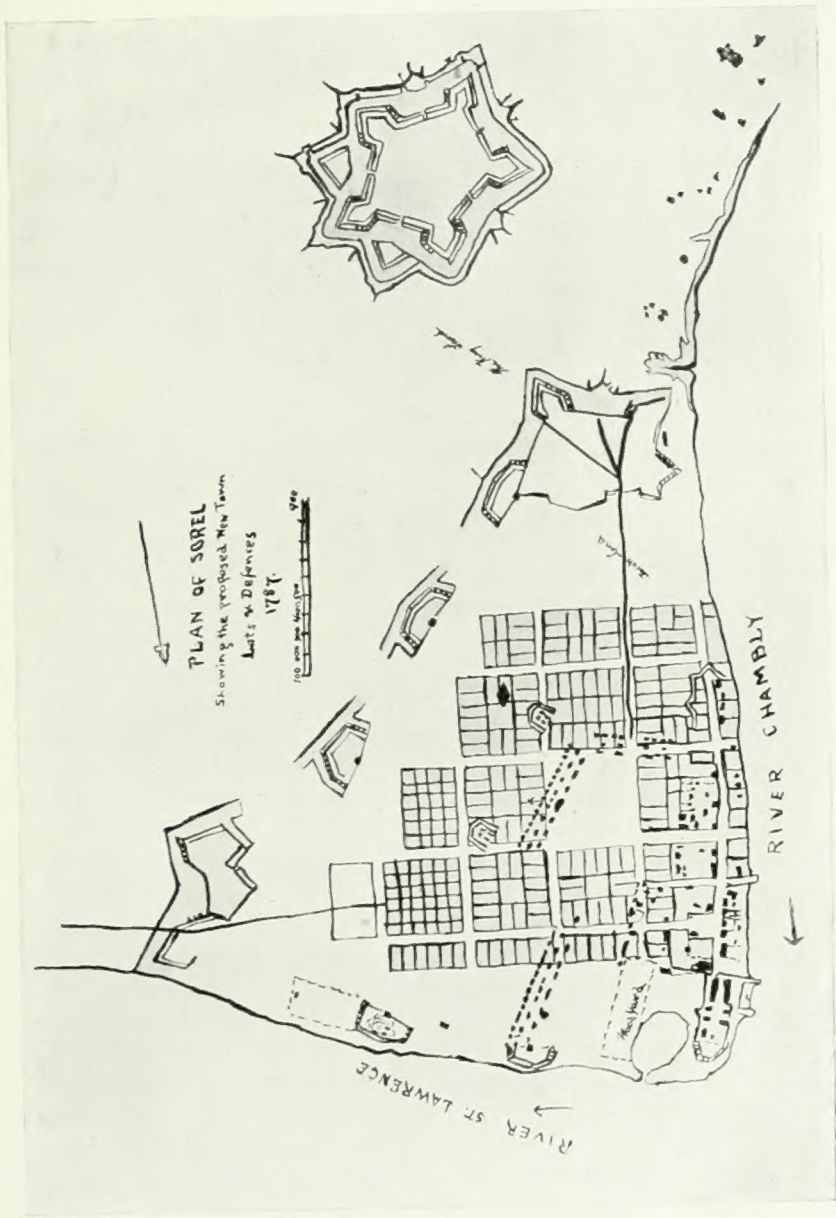 PLAN OF SOREL
Showing the proposed New Town
Lots & Defences
1787.
RIVER CHAMBLY
RIVER ST. LAWRENCE